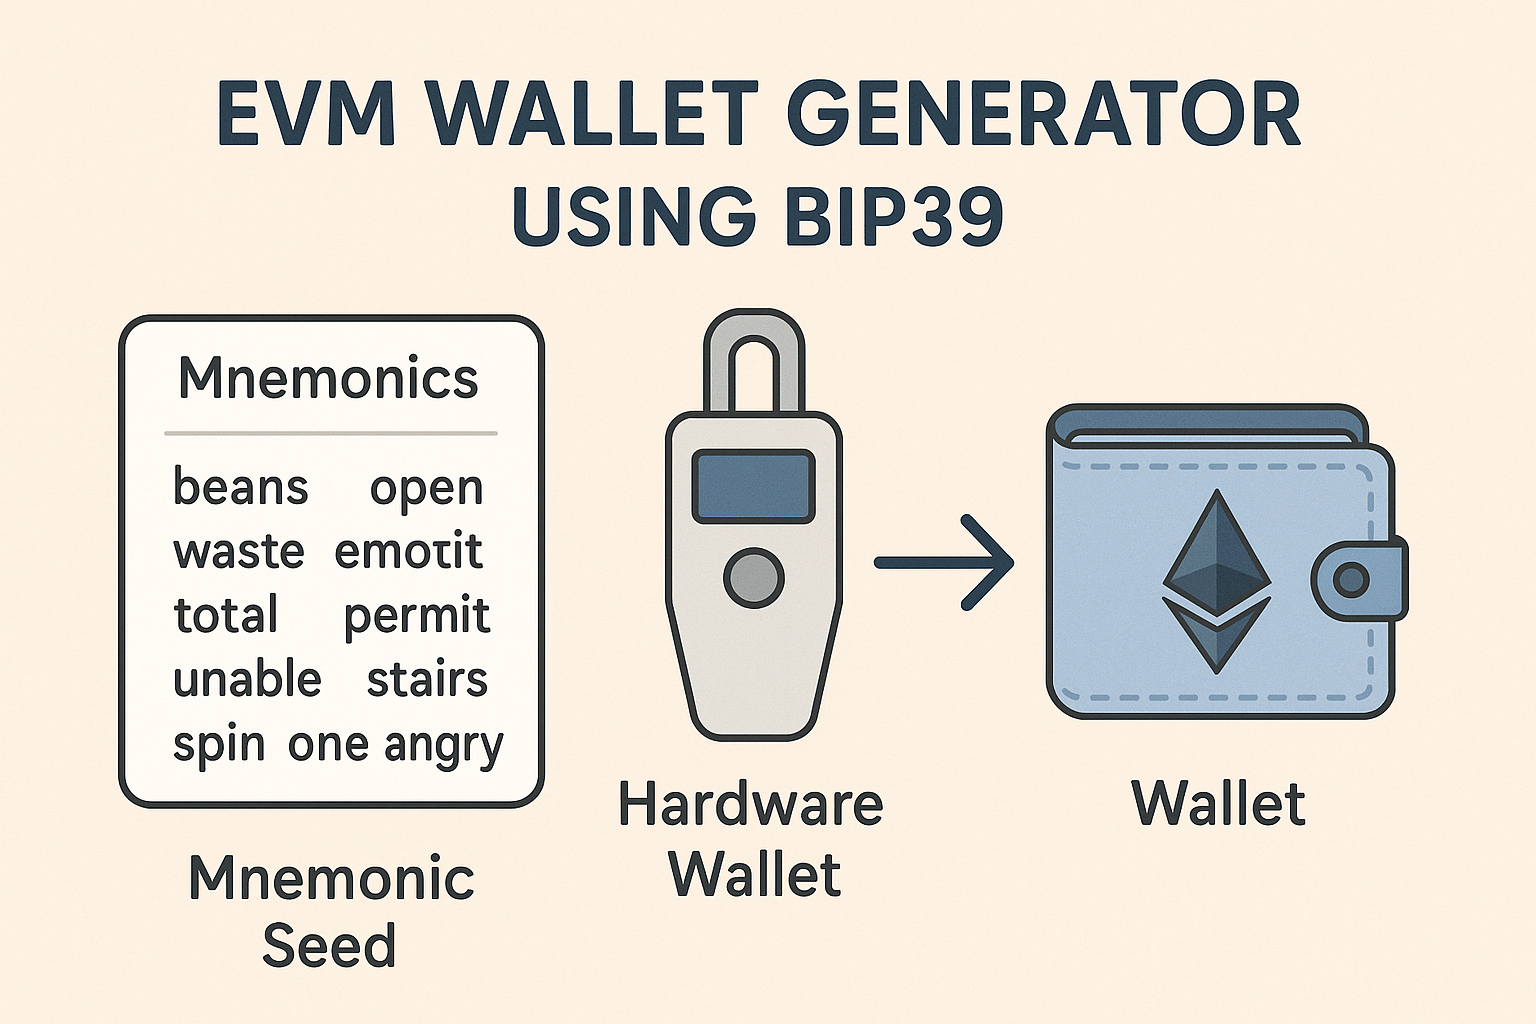 EVM WALLET GENERATOR
USING BIP39
Mnemonics
beans open
waste emoτit
total permit
unable stairs
spin one angry
Mnemonic
Seed
Hardware
Wallet
Wallet